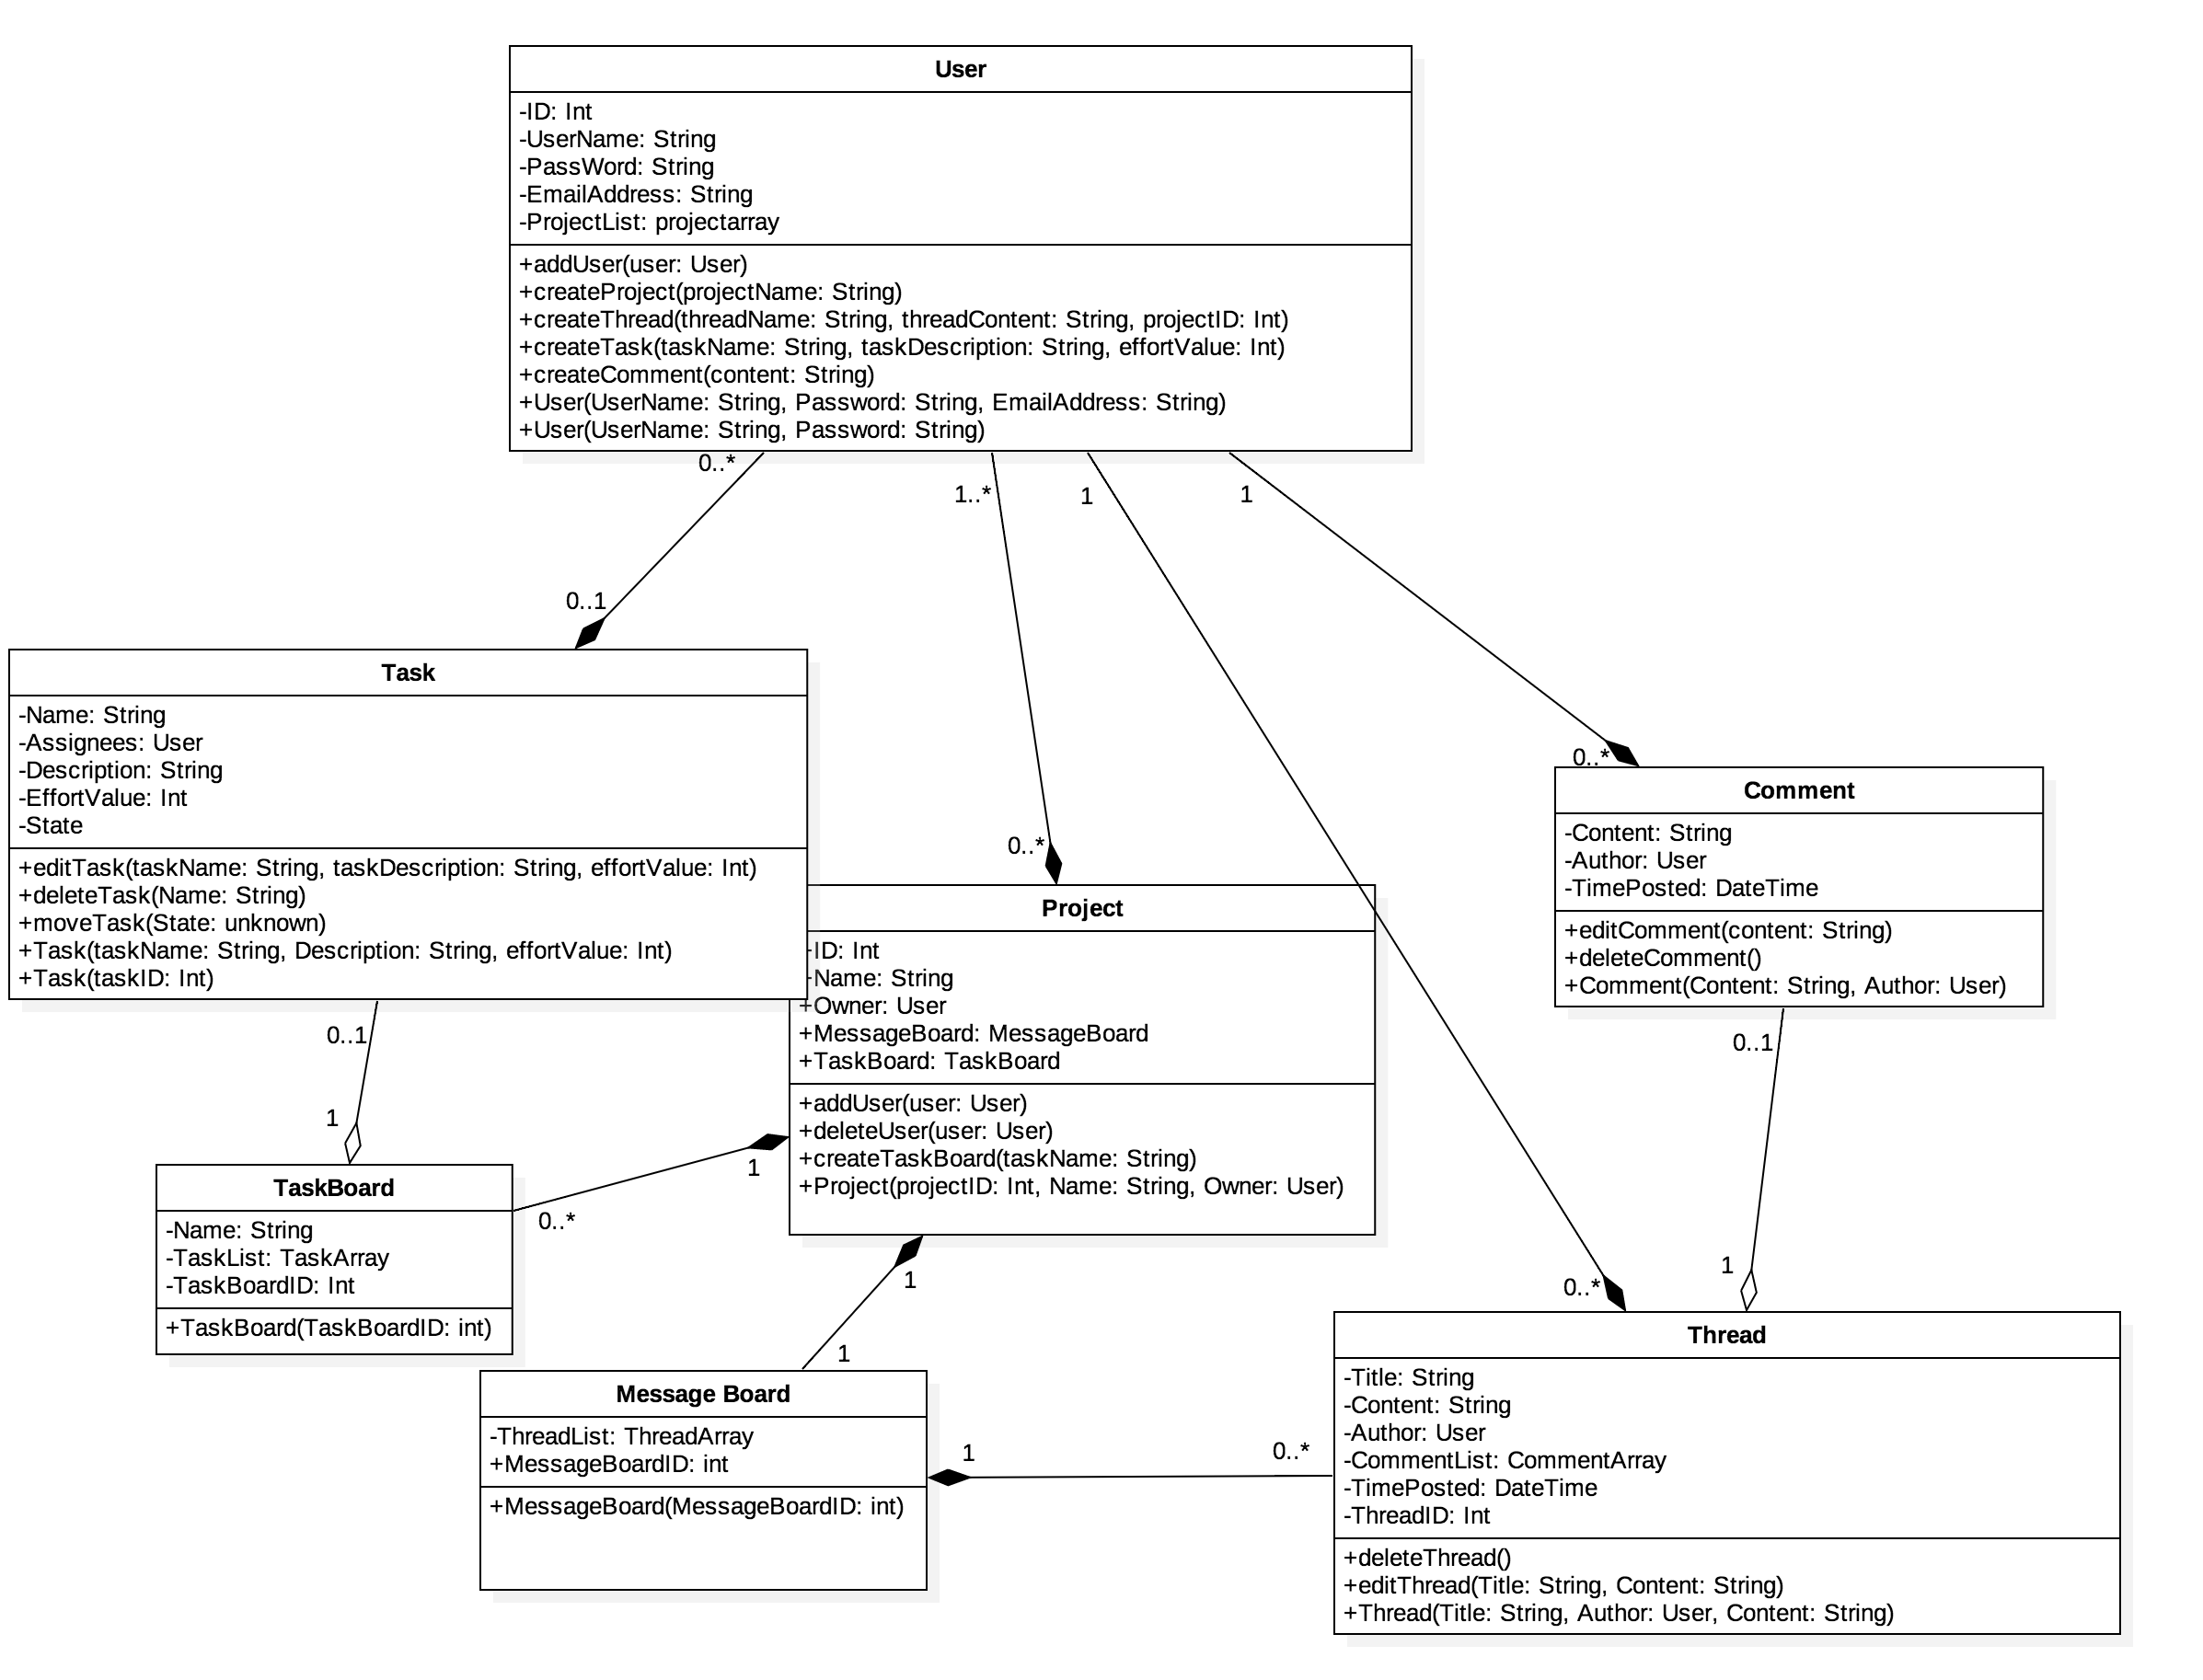 User
-ID: Int
-UserName: String
-PassWord: String
-EmailAddress: String
-ProjectList: projectarray
+addUser(user: User)
+createProject(projectName: String)
+createThread(threadName: String, threadContent: String, projectID: Int)
+createTask(taskName: String, taskDescription: String, effortValue: Int)
+createComment(content: String)
+User(UserName: String, Password: String, EmailAddress: String)
+User(UserName: String, Password: String)
0..*
1..*
1
1
0..1
0..*
0..*
0..*
Task
-Name: String
-Assignees: User
-Description: String
-EffortValue: Int
-State
+editTask(taskName: String, taskDescription: String, effortValue: Int)
+deleteTask(Name: String)
+moveTask(State: unknown)
+Task(taskName: String, Description: String, effortValue: Int)
+Task(taskID: Int)
0..1
1
Project
-ID: Int
-Name: String
+Owner: User
+MessageBoard: MessageBoard
+TaskBoard: TaskBoard
+addUser(user: User)
+deleteUser(user: User)
+createTaskBoard(taskName: String)
+Project(projectID: Int, Name: String, Owner: User)
1
0..*
1
1
Comment
-Content: String
-Author: User
-TimePosted: DateTime
+editComment(content: String)
+deleteComment()
+Comment(Content: String, Author: User)
0..1
1
TaskBoard
-Name: String
-TaskList: TaskArray
-TaskBoardID: Int
+TaskBoard(TaskBoardID: int)
Message Board
-ThreadList: ThreadArray
+MessageBoardID: int
+MessageBoard(MessageBoardID: int)
1
0..*
Thread
-Title: String
-Content: String
-Author: User
-CommentList: CommentArray
-TimePosted: DateTime
-ThreadID: Int
+deleteThread()
+editThread(Title: String, Content: String)
+Thread(Title: String, Author: User, Content: String)